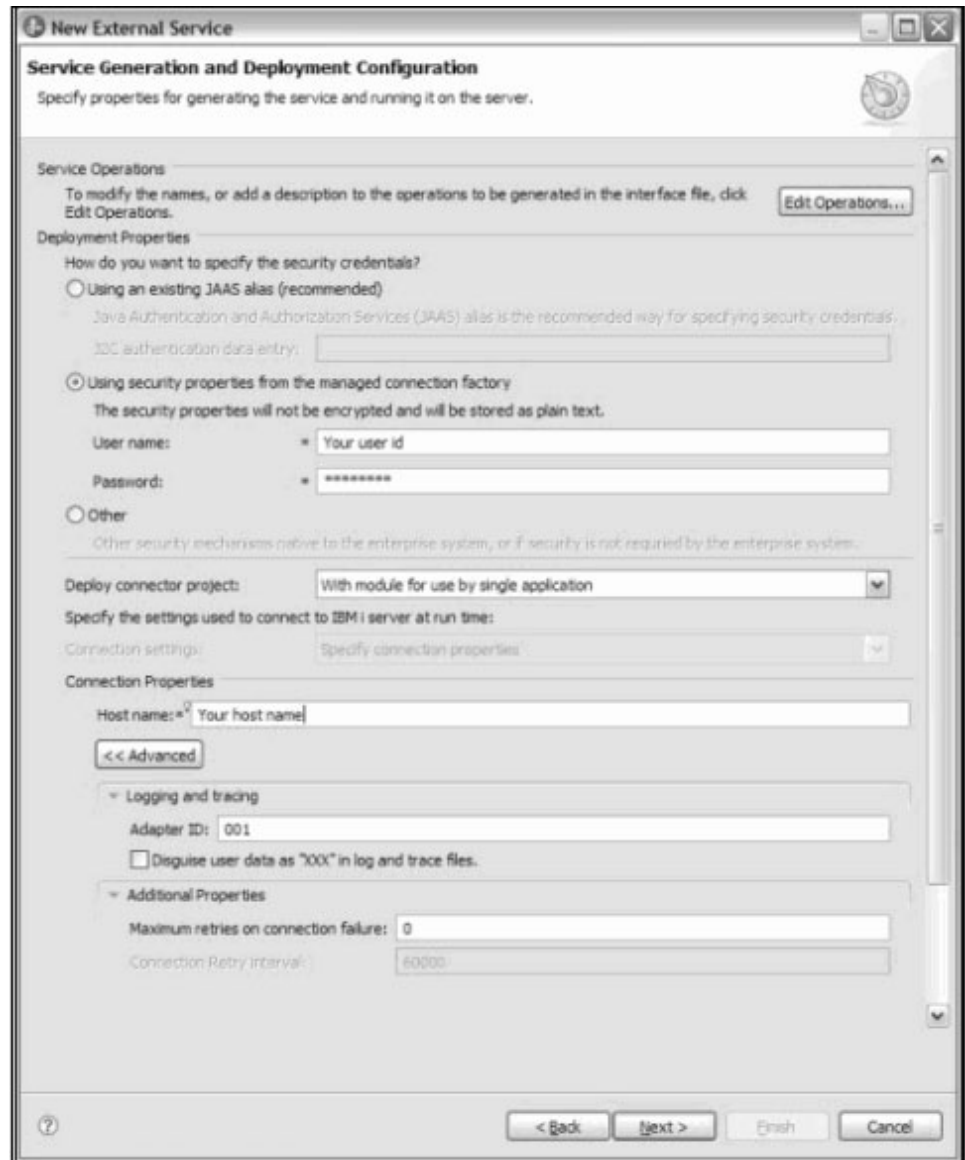 New External Service
Service Generation and Deployment Configuration
Specify properties for generating the service and running it on the server.
Service Operations
To modify the names, or add a description to the operations to be generated in the interface file, click
Edit Operations.
Edit Operations...
Deployment Properties
How do you want to specify the security credentials?
Using an existing JAAS alias (recommended)
Java Authentication and Authorization Services (JAAS) alias is the recommended way for specifying security credentials.
J2C authentication data entry:
Using security properties from the managed connection factory
The security properties will not be encrypted and will be stored as plain text.
User name: * Your user id
Password: * ********
Other
Other security mechanisms native to the enterprise system, or if security is not requried by the enterprise system.
Deploy connector project: With module for use by single application
Specify the settings used to connect to IBM i server at run time:
Connection settings: Specify connection properties
Connection Properties
Host name:* Your host name
<< Advanced
Logging and tracing
Adapter ID: 001
Disguise user data as "XXX" in log and trace files.
Additional Properties
Maximum retries on connection failure: 0
Connection Retry Interval: 60000
? < Back Next > Finish Cancel